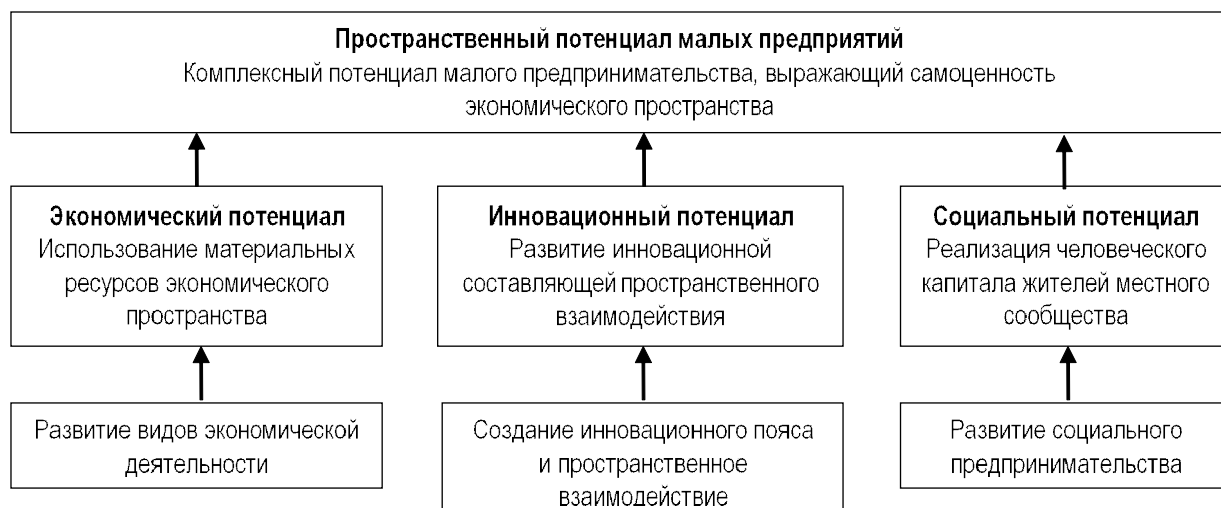 Пространственный потенциал малых предприятий
Комплексный потенциал малого предпринимательства, выражающий самоценность
экономического пространства
Экономический потенциал
Использование материальных
ресурсов экономического
пространства
Инновационный потенциал
Развитие инновационной
составляющей пространственного
взаимодействия
Социальный потенциал
Реализация человеческого
капитала жителей местного
сообщества
Развитие видов экономической
деятельности
Создание инновационного пояса
и пространственное
взаимодействие
Развитие социального
предпринимательства